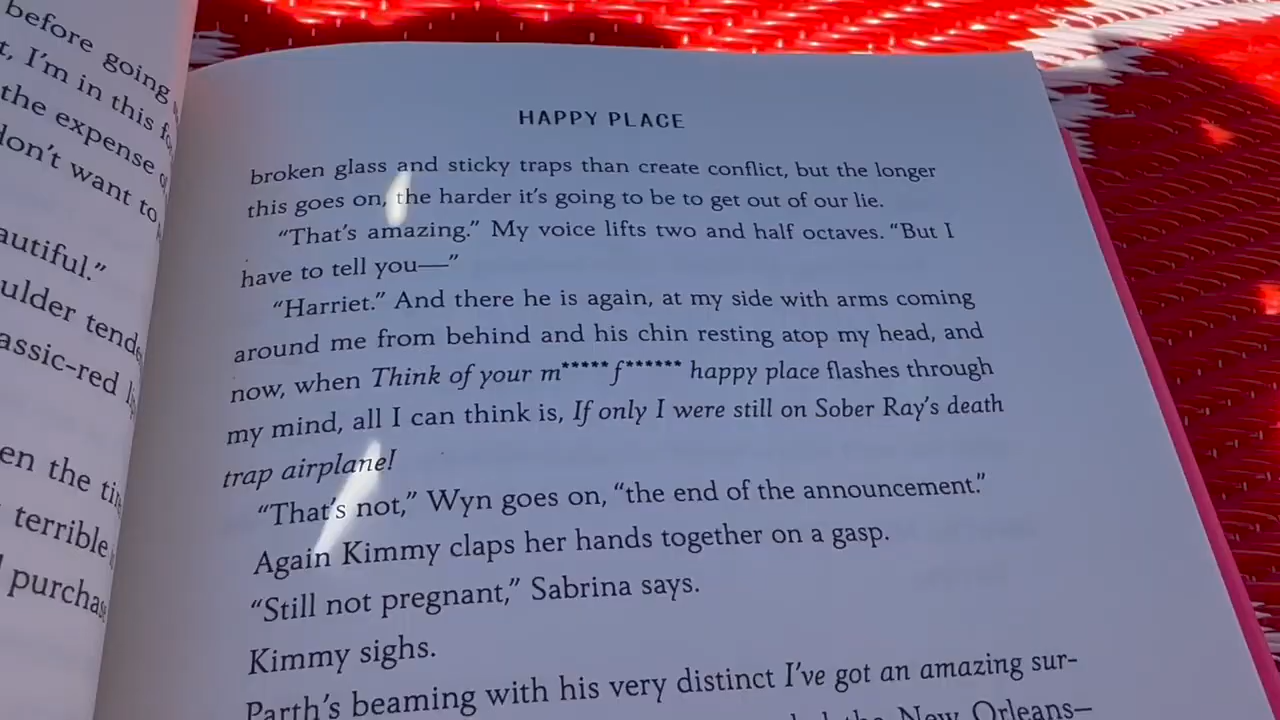 before going
t, I'm in this
the expense
don't want to
autiful."
ulder
assic-red
en the
terrible
HAPPY PLACE
broken glass and sticky traps than create conflict, but the longer
this goes on, the harder it's going to be to get out of our lie.
"That's amazing." My voice lifts two and half octaves. "But I
have to tell you—"
"Harriet." And there he is again, at my side with arms coming
around me from behind and his chin resting atop my head, and
now, when Think of your m***** f****** happy place flashes through
my mind, all I can think is, If only I were still on Sober Ray's death
trap airplane!
"That's not," Wyn goes on, "the end of the announcement."
Again Kimmy claps her hands together on a gasp.
"Still not pregnant," Sabrina says.
Kimmy sighs.
Parth's beaming with his very distinct I've got an amazing sur-
the New Orleans—